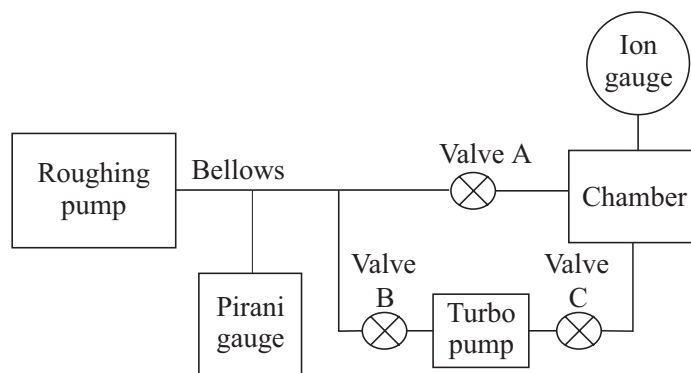 Ion
gauge
Valve A
Bellows
Roughing
pump
Chamber
Valve
B
Valve
C
Pirani
gauge
Turbo
pump